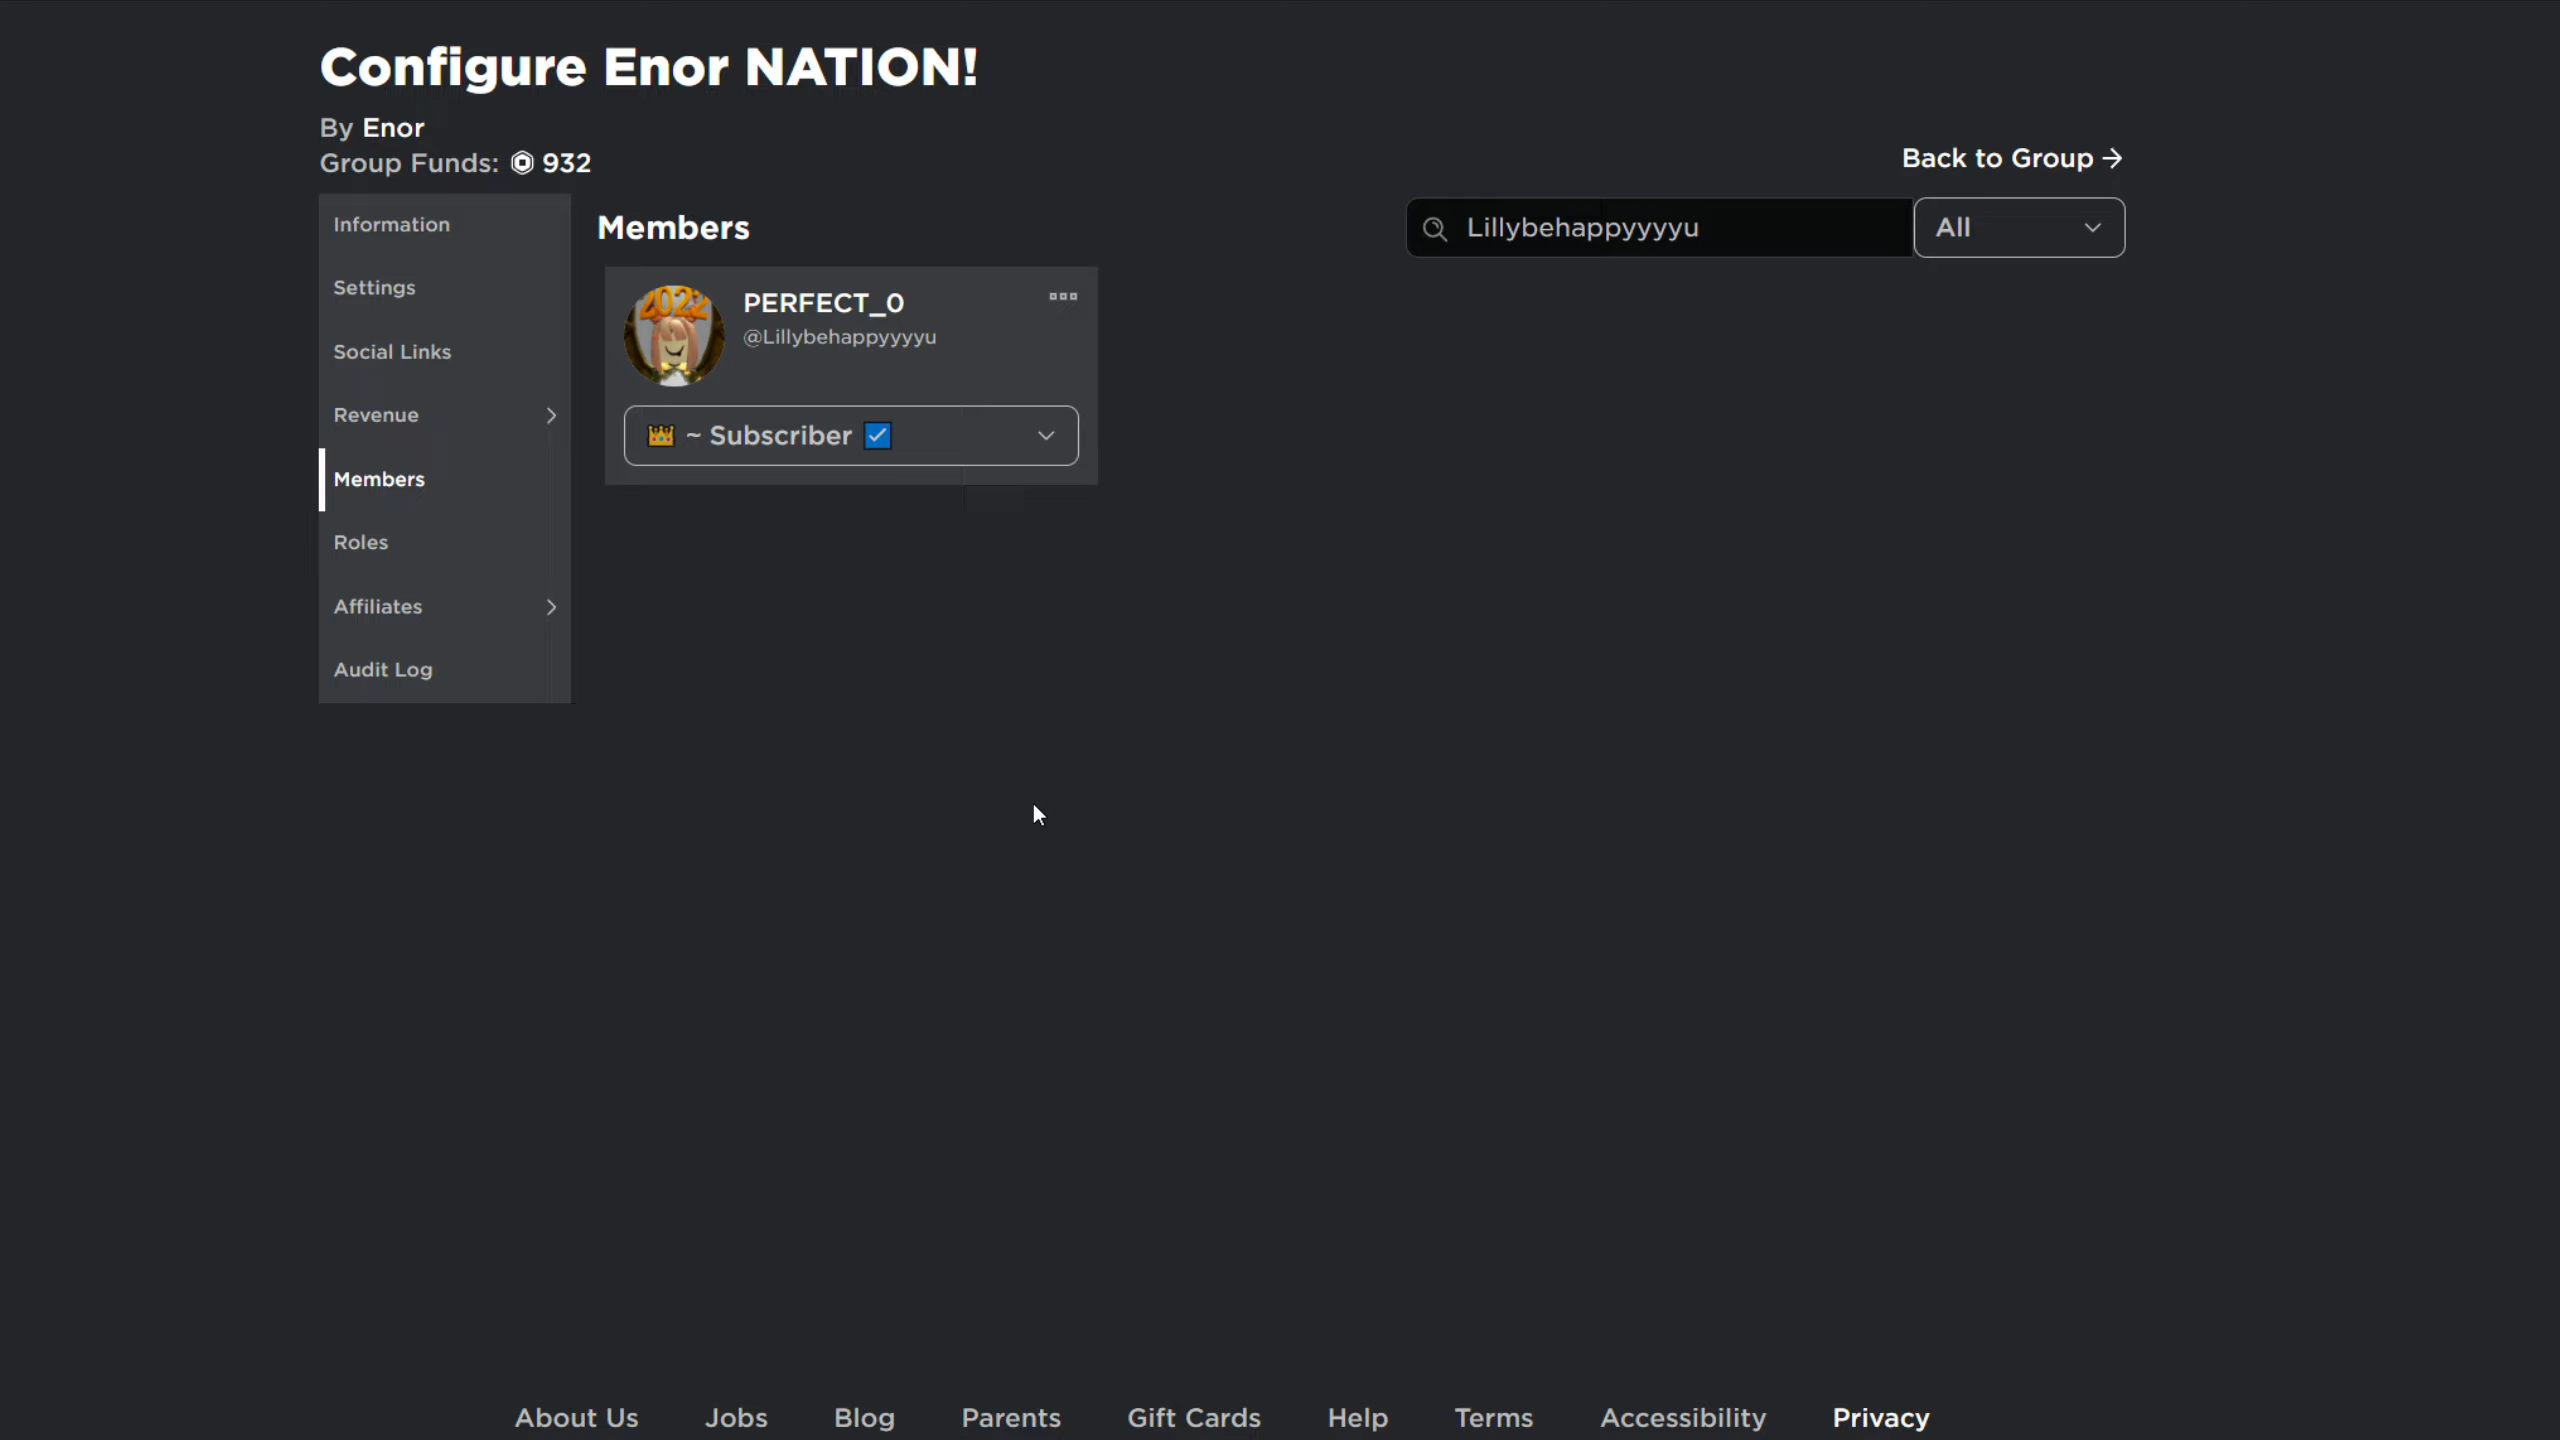 Configure Enor NATION!
By Enor
Group Funds: 932
Back to Group →
Information
Settings
Social Links
Revenue
Members
Roles
Affiliates
Audit Log
Members
Lillybehappyyyyu
All
2022
PERFECT_0
@Lillybehappyyyyu
👑 ~ Subscriber ☑️
About Us Jobs Blog Parents Gift Cards Help Terms Accessibility Privacy